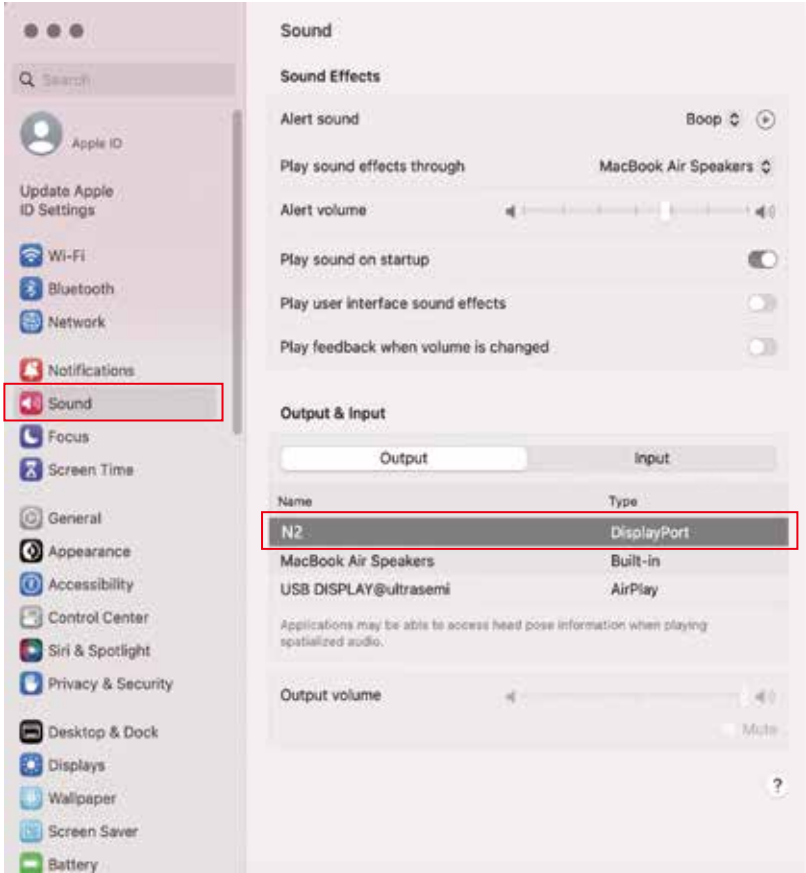 Search
Apple ID
Update Apple
ID Settings
Wi-Fi
Bluetooth
Network
Notifications
Sound
Focus
Screen Time
General
Appearance
Accessibility
Control Center
Siri & Spotlight
Privacy & Security
Desktop & Dock
Displays
Wallpaper
Screen Saver
Battery
Sound
Sound Effects
Alert sound Boop
Play sound effects through MacBook Air Speakers
Alert volume
Play sound on startup
Play user interface sound effects
Play feedback when volume is changed
Output & Input
Output Input
Name Type
N2 DisplayPort
MacBook Air Speakers Built-in
USB DISPLAY@ultrasemi AirPlay
Applications may be able to access head pose information when playing
spatialized audio.
Output volume
Mute
?